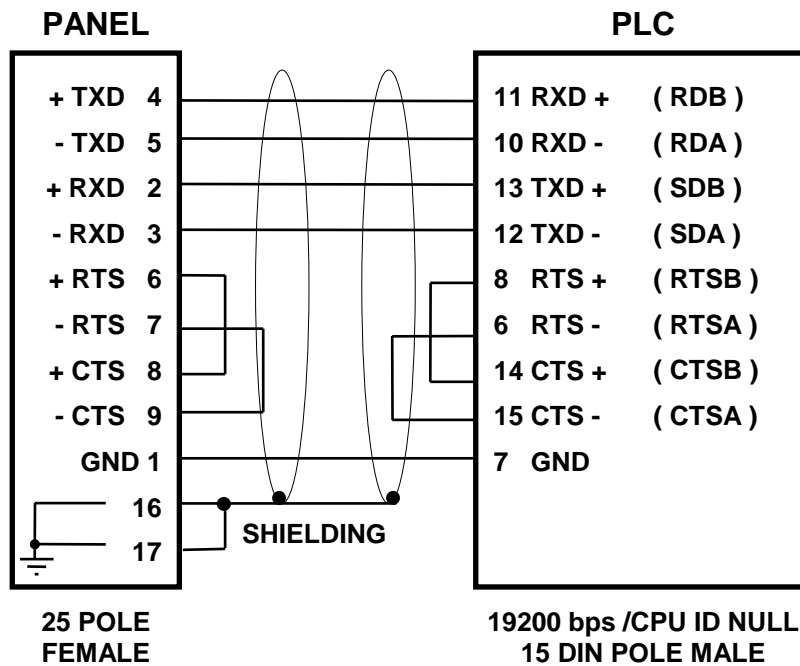 PANEL
PLC
+ TXD 4
11 RXD + ( RDB )
- TXD 5
10 RXD - ( RDA )
+ RXD 2
13 TXD + ( SDB )
- RXD 3
12 TXD - ( SDA )
+ RTS 6
8 RTS + ( RTSB )
- RTS 7
6 RTS - ( RTSA )
+ CTS 8
14 CTS + ( CTSB )
- CTS 9
15 CTS - ( CTSA )
GND 1
7 GND
16
SHIELDING
17
25 POLE
FEMALE
19200 bps /CPU ID NULL
15 DIN POLE MALE